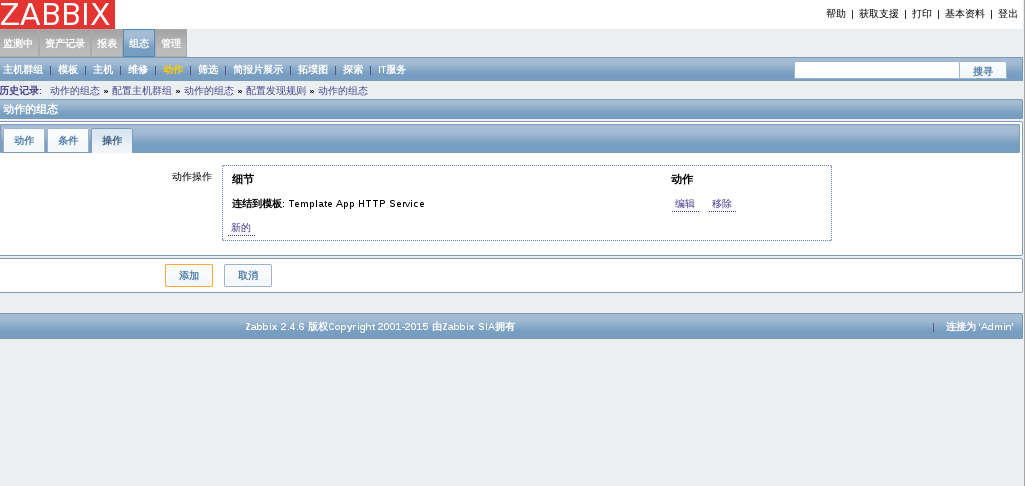 ZABBIX
帮助 | 获取支援 | 打印 | 基本资料 | 登出
监测中 资产记录 报表 组态 管理
主机群组 | 模板 | 主机 | 维修 | 动作 | 筛选 | 简报片展示 | 拓墣图 | 探索 | IT服务 搜寻
历史记录: 动作的组态 » 配置主机群组 » 动作的组态 » 配置发现规则 » 动作的组态
动作的组态
动作 条件 操作
动作操作 细节 动作
连结到模板: Template App HTTP Service 编辑 移除
新的
添加 取消
Zabbix 2.4.6 版权Copyright 2001-2015 由Zabbix SIA拥有 | 连接为 'Admin'